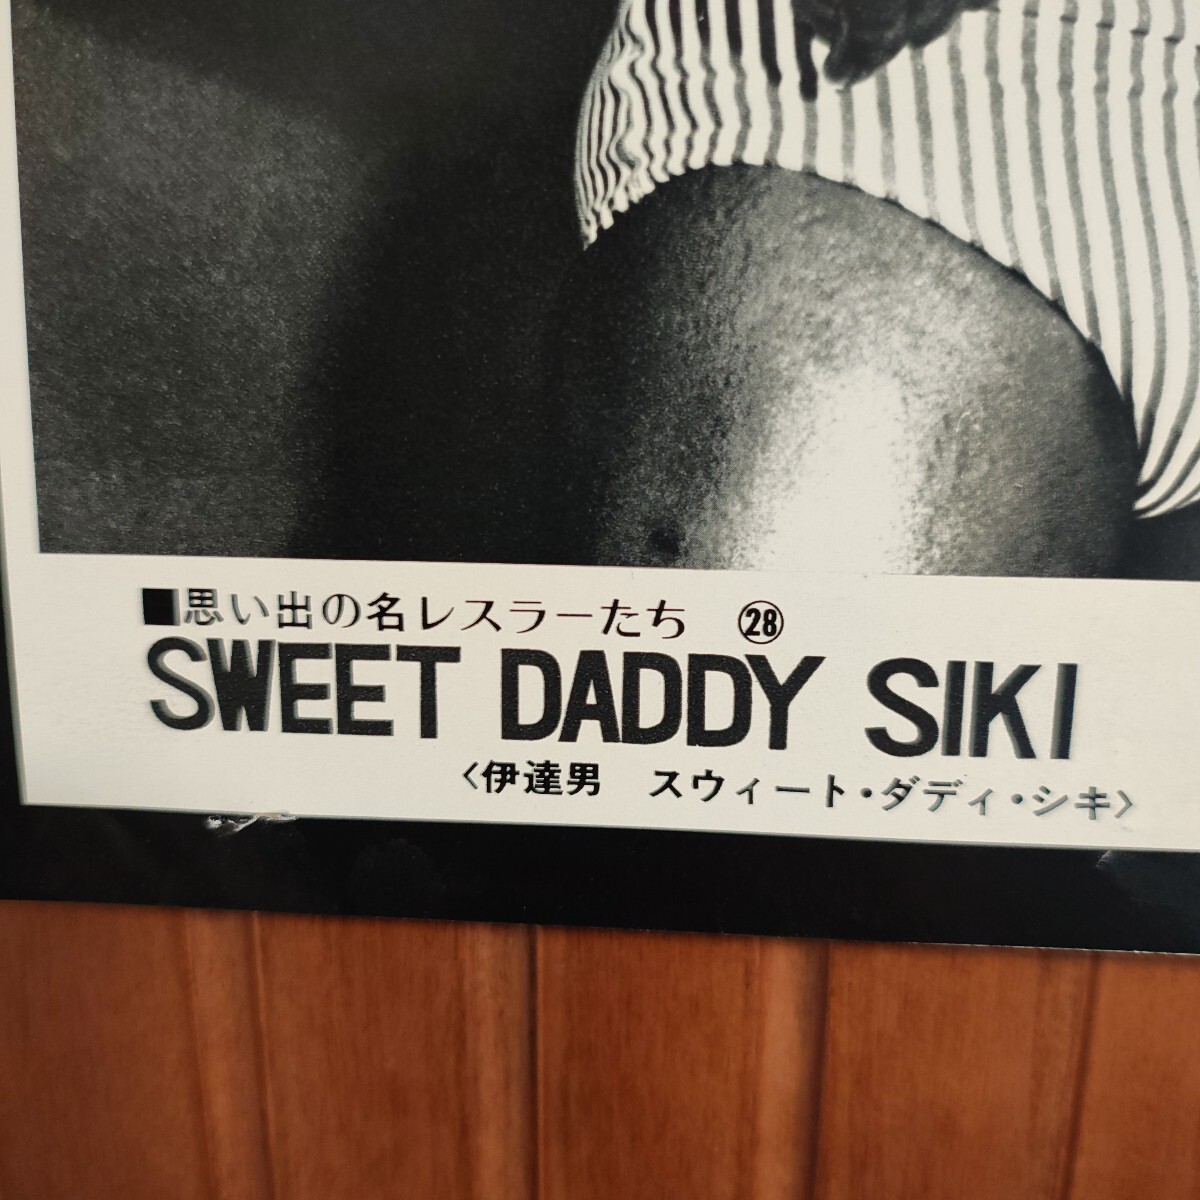 ■思い出の名レスラーたち ㉘
SWEET DADDY SIKI
<伊達男 スウィート・ダディ・シキ>